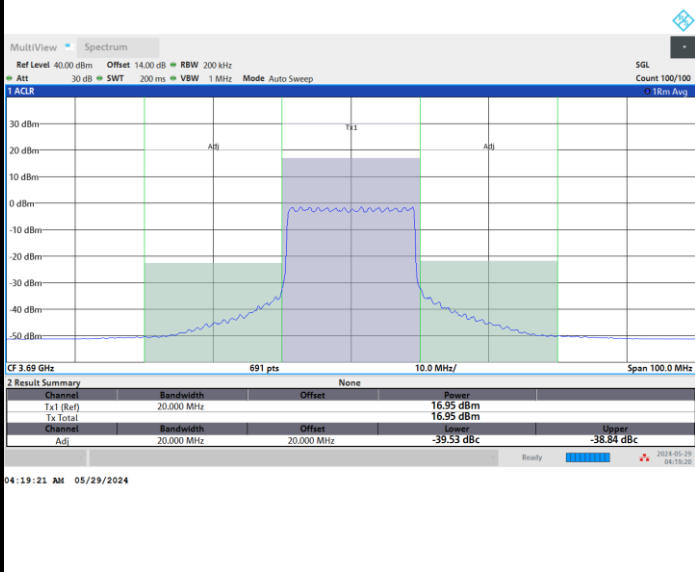 MultiView Spectrum
Ref Level 40.00 dBm Offset 14.00 dB RBW 200 kHz SGL
Att 30 dB SWT 200 ms VBW 1 MHz Mode Auto Sweep Count 100/100
1 ACLR 1Rm Avg
30 dBm
Tx1
20 dBm
Adj Adj
10 dBm
0 dBm
-10 dBm
-20 dBm
-30 dBm
-40 dBm
-50 dBm
CF 3.69 GHz 691 pts 10.0 MHz/ Span 100.0 MHz
2 Result Summary None
Channel Bandwidth Offset Power
Tx1 (Ref) 20.000 MHz 16.95 dBm
Tx Total 16.95 dBm
Channel Bandwidth Offset Lower Upper
Adj 20.000 MHz 20.000 MHz -39.53 dBc -38.84 dBc
Ready 2024-05-29
04:19:20
04:19:21 AM 05/29/2024